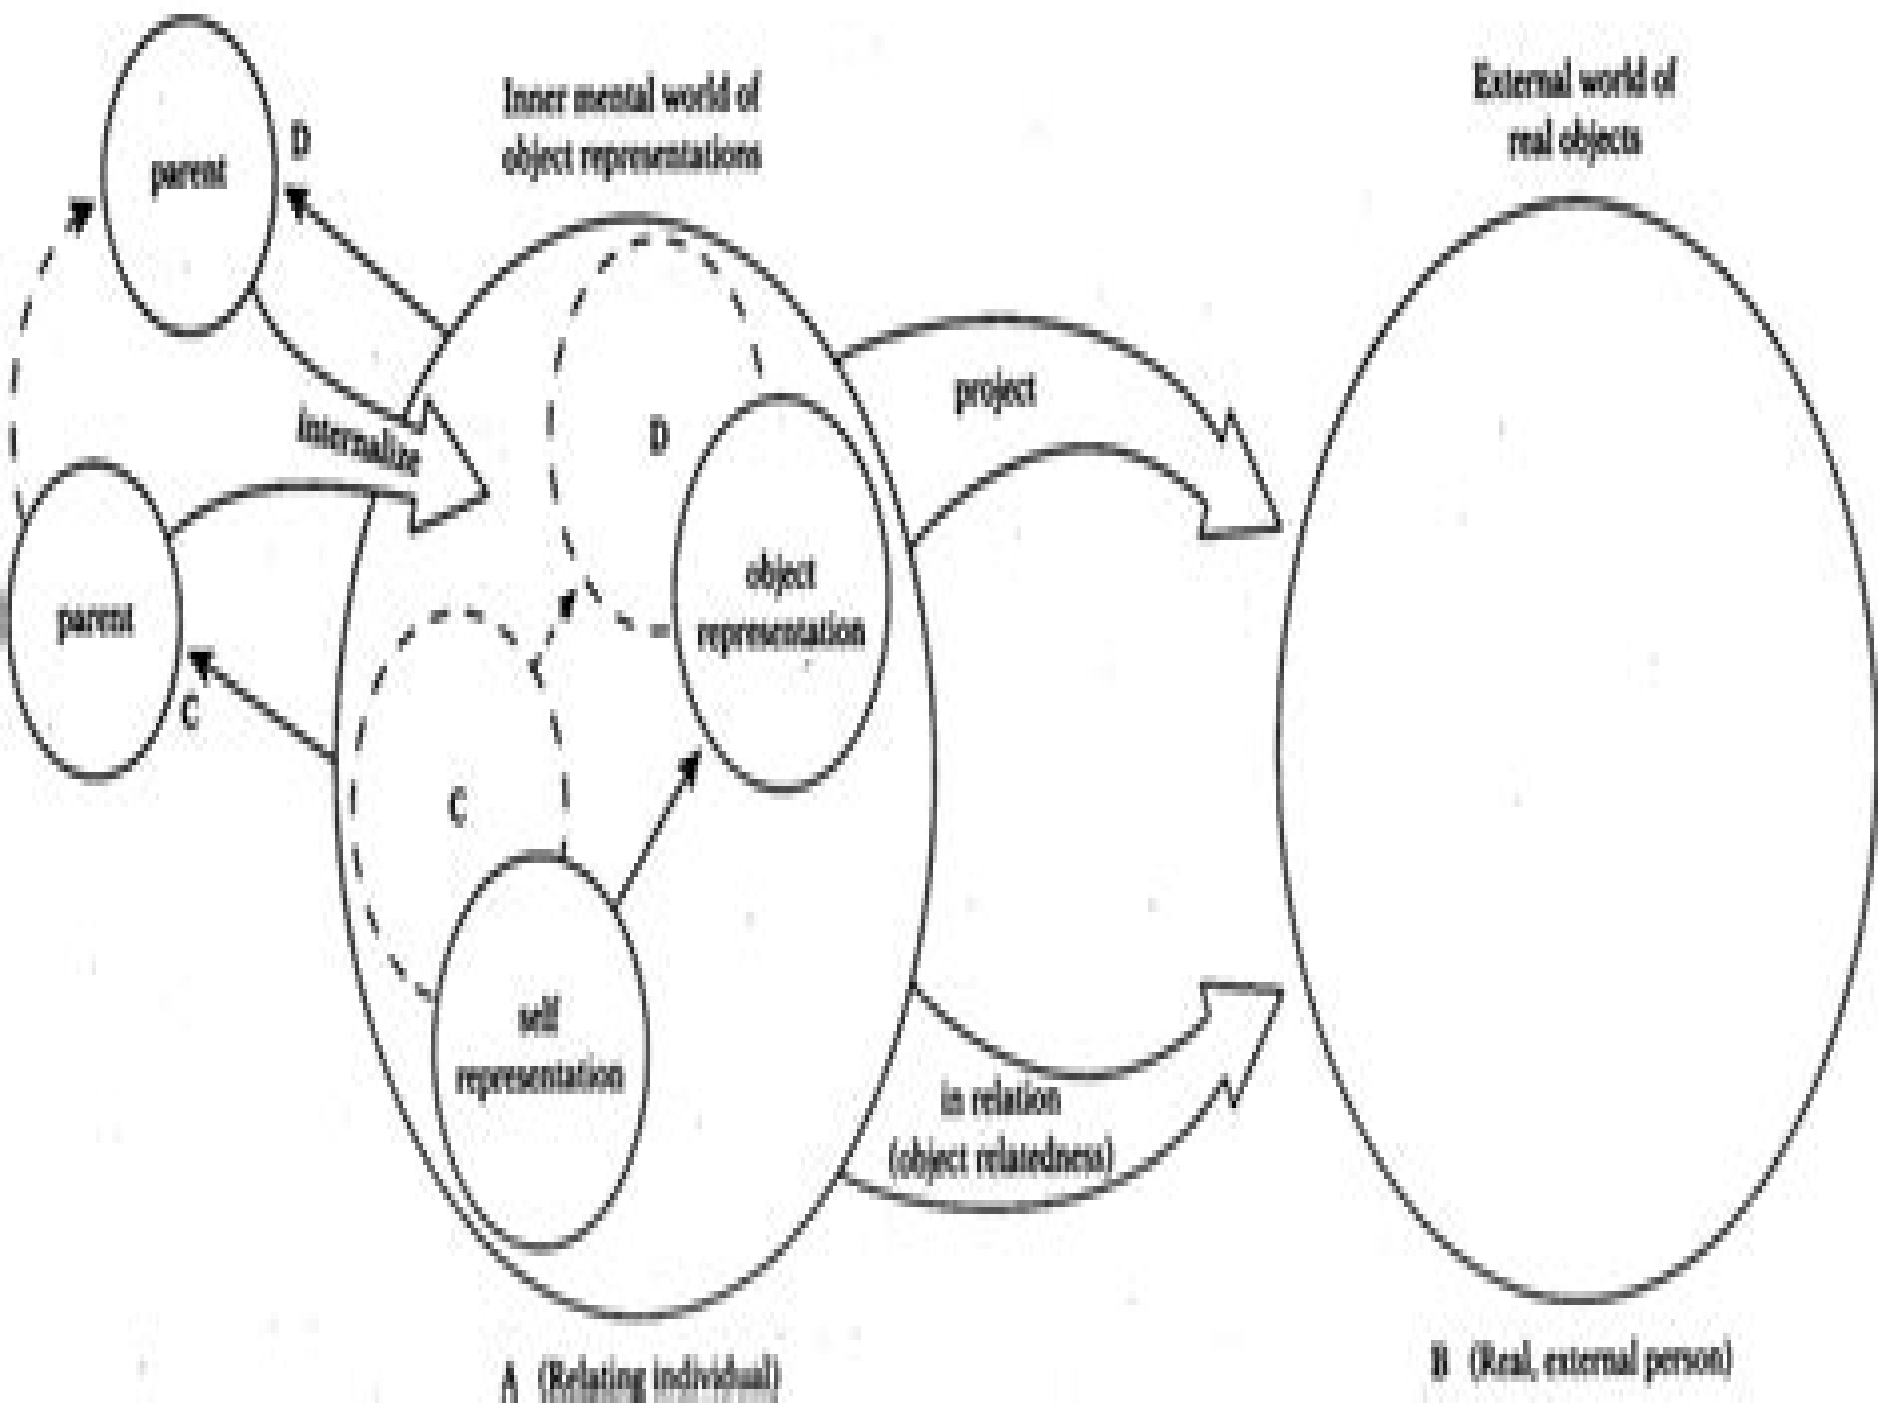 parent
D
Inner mental world of
object representations
External world of
real objects
project
internalize
D
object
representation
parent
C
C
self
representation
in relation
(object relatedness)
A (Relating individual)
B (Real, external person)